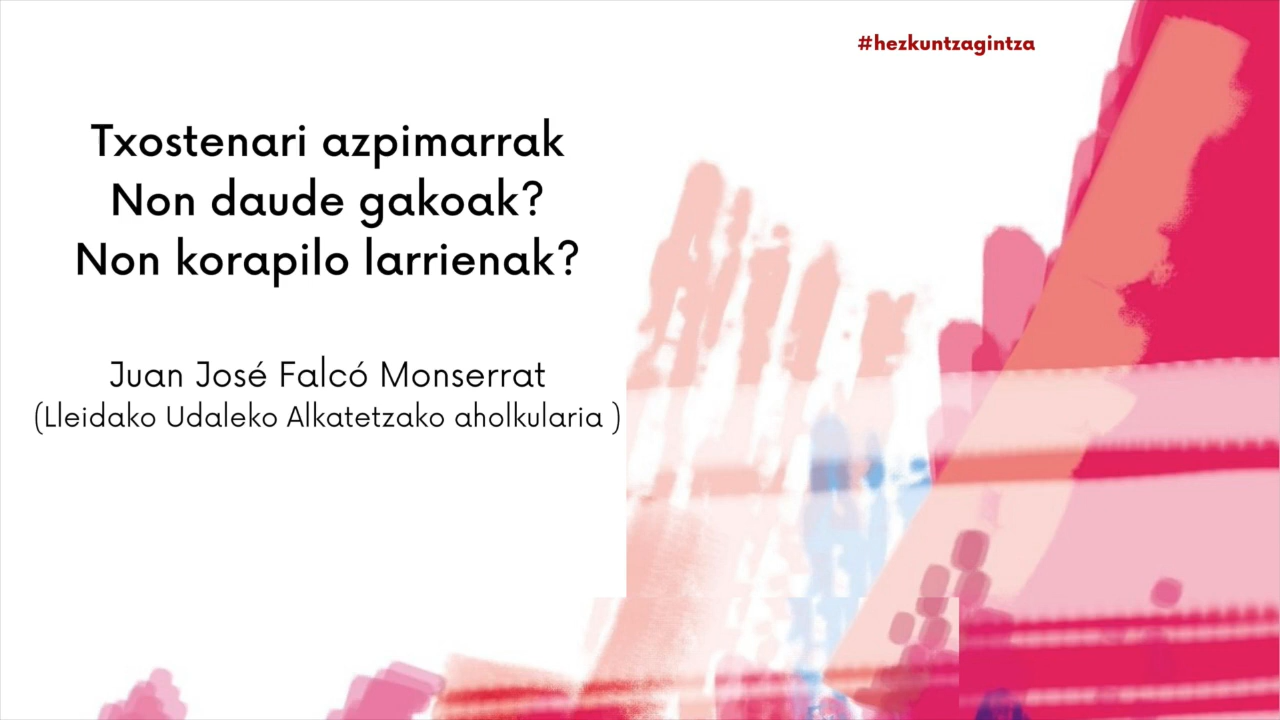 #hezkuntzagintza
Txostenari azpimarrak
Non daude gakoak?
Non korapilo larrienak?
Juan José Falcó Monserrat
(Lleidako Udaleko Alkatetzako aholkularia )